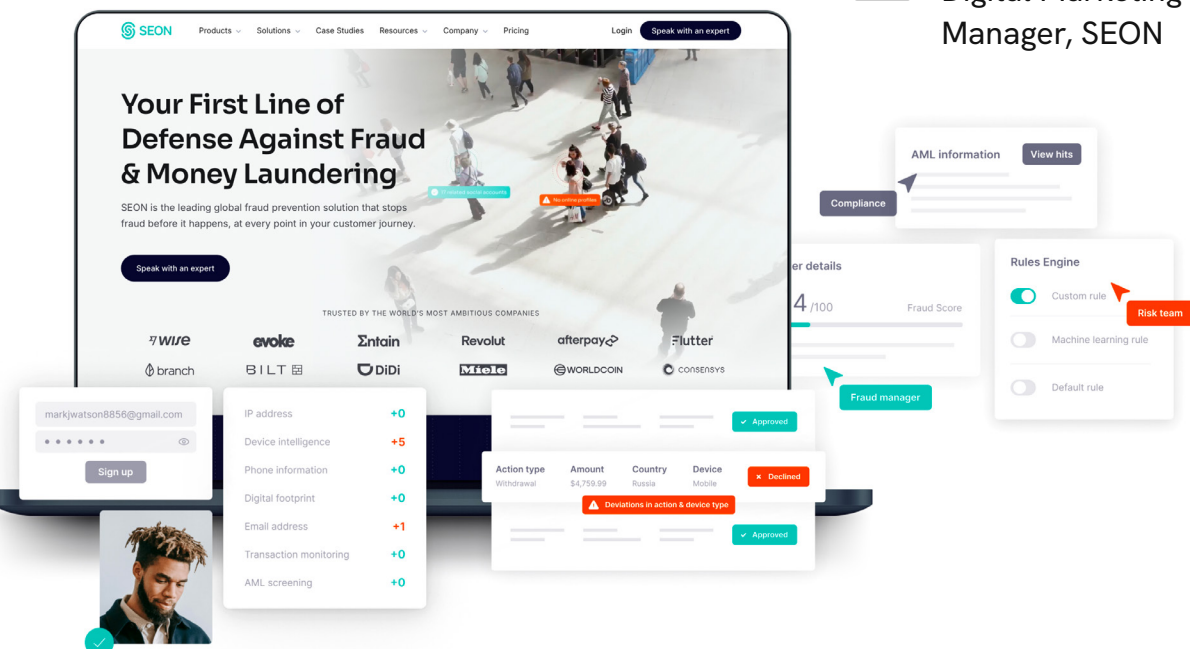 Manager, SEON
SEON
Products
Solutions
Case Studies
Resources
Company
Pricing
Login
Speak with an expert
Your First Line of
Defense Against Fraud
& Money Laundering
SEON is the leading global fraud prevention solution that stops
fraud before it happens, at every point in your customer journey.
Speak with an expert
No online profiles
TRUSTED BY THE WORLD'S MOST AMBITIOUS COMPANIES
WISE
evoke
Entain
Revolut
afterpay
Flutter
branch
BILT
DiDi
Miele
WORLDCOIN
CONSENSYS
AML information
View hits
Compliance
er details
4 /100
Fraud Score
Fraud manager
Rules Engine
Custom rule
Risk team
Machine learning rule
Default rule
markjwatson8856@gmail.com
Sign up
IP address +0
Device intelligence +5
Phone information +0
Digital footprint +0
Email address +1
Transaction monitoring +0
AML screening +0
Approved
Action type Amount Country Device
Withdrawal $4,759.99 Russia Mobile
Declined
Deviations in action & device type
Approved